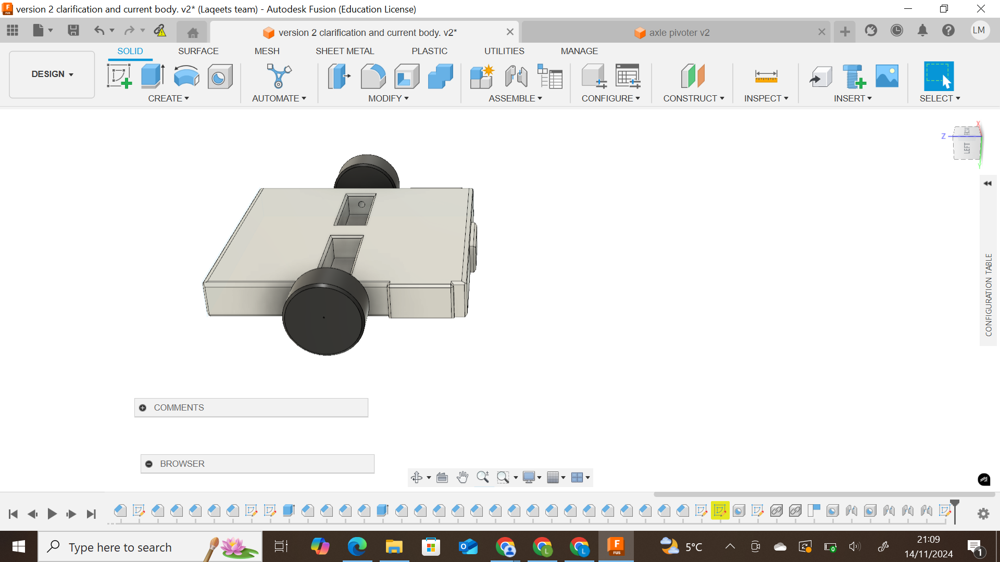 version 2 clarification and current body. v2* (Laqeets team) - Autodesk Fusion (Education License)
version 2 clarification and current body. v2*
axle pivoter v2
LM
SOLID
SURFACE
MESH
SHEET METAL
PLASTIC
UTILITIES
MANAGE
DESIGN
CREATE
AUTOMATE
MODIFY
ASSEMBLE
CONFIGURE
CONSTRUCT
INSPECT
INSERT
SELECT
X
Z
LEFT
Y
CONFIGURATION TABLE
COMMENTS
BROWSER
Type here to search
L
L
F
FUS
5°C
21:09
14/11/2024
1